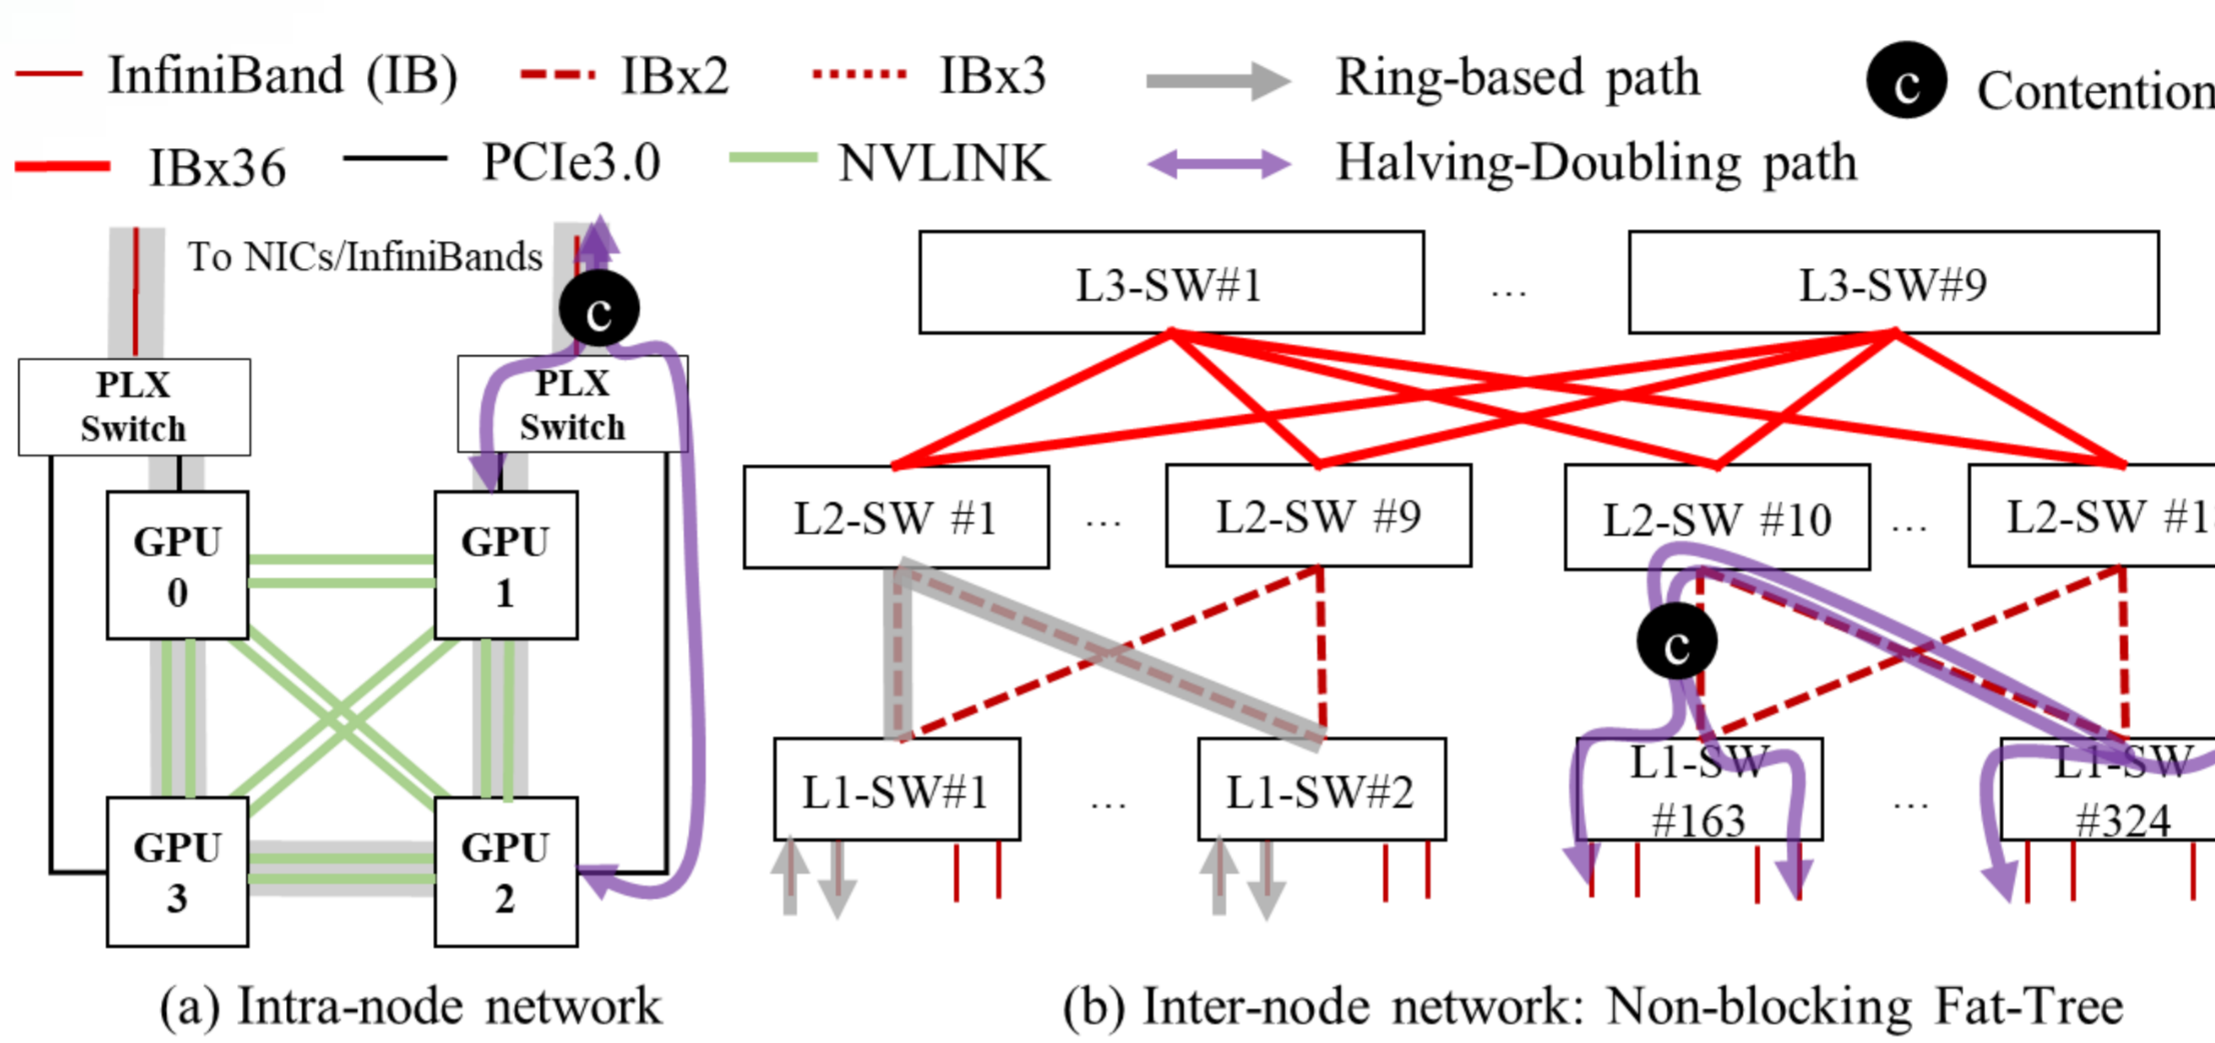 InfiniBand (IB) IBx2 IBx3 Ring-based path c Contention
IBx36 PCIe3.0 NVLINK Halving-Doubling path
To NICs/InfiniBands
c
PLX
Switch
PLX
Switch
GPU
0
GPU
1
GPU
3
GPU
2
(a) Intra-node network
L3-SW#1 ... L3-SW#9
L2-SW #1 ... L2-SW #9 L2-SW #10 ... L2-SW
c
L1-SW#1 ... L1-SW#2
L1-SW
#163
...
L1-SW
#324
(b) Inter-node network: Non-blocking Fat-Tree